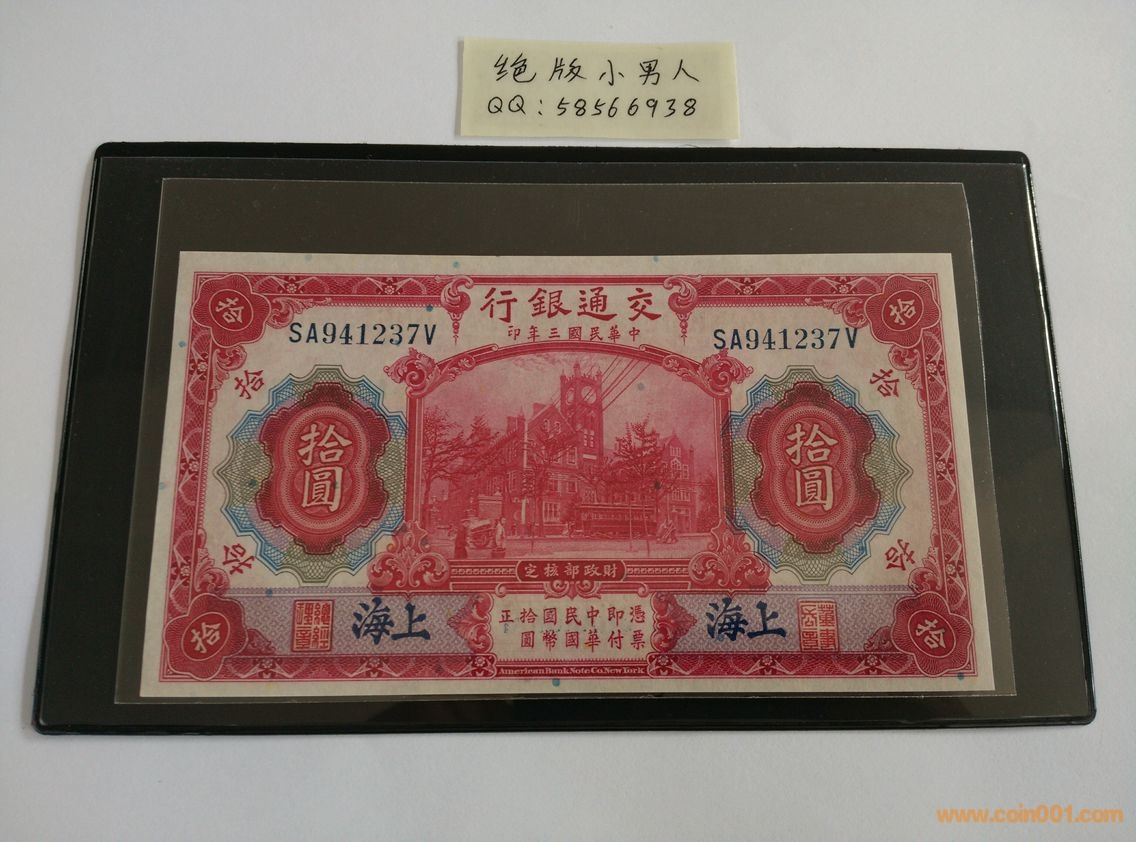 绝版小男人
QQ:58566938
行銀通交
印年三國民華中
SA941237V
SA941237V
拾
拾
拾
拾
拾圓
拾圓
拾
拾
定核部政財
海上
海上
正拾國民中即憑
圓幣國華付票
拾
拾
American Bank Note Co. New York
www.coin001.com